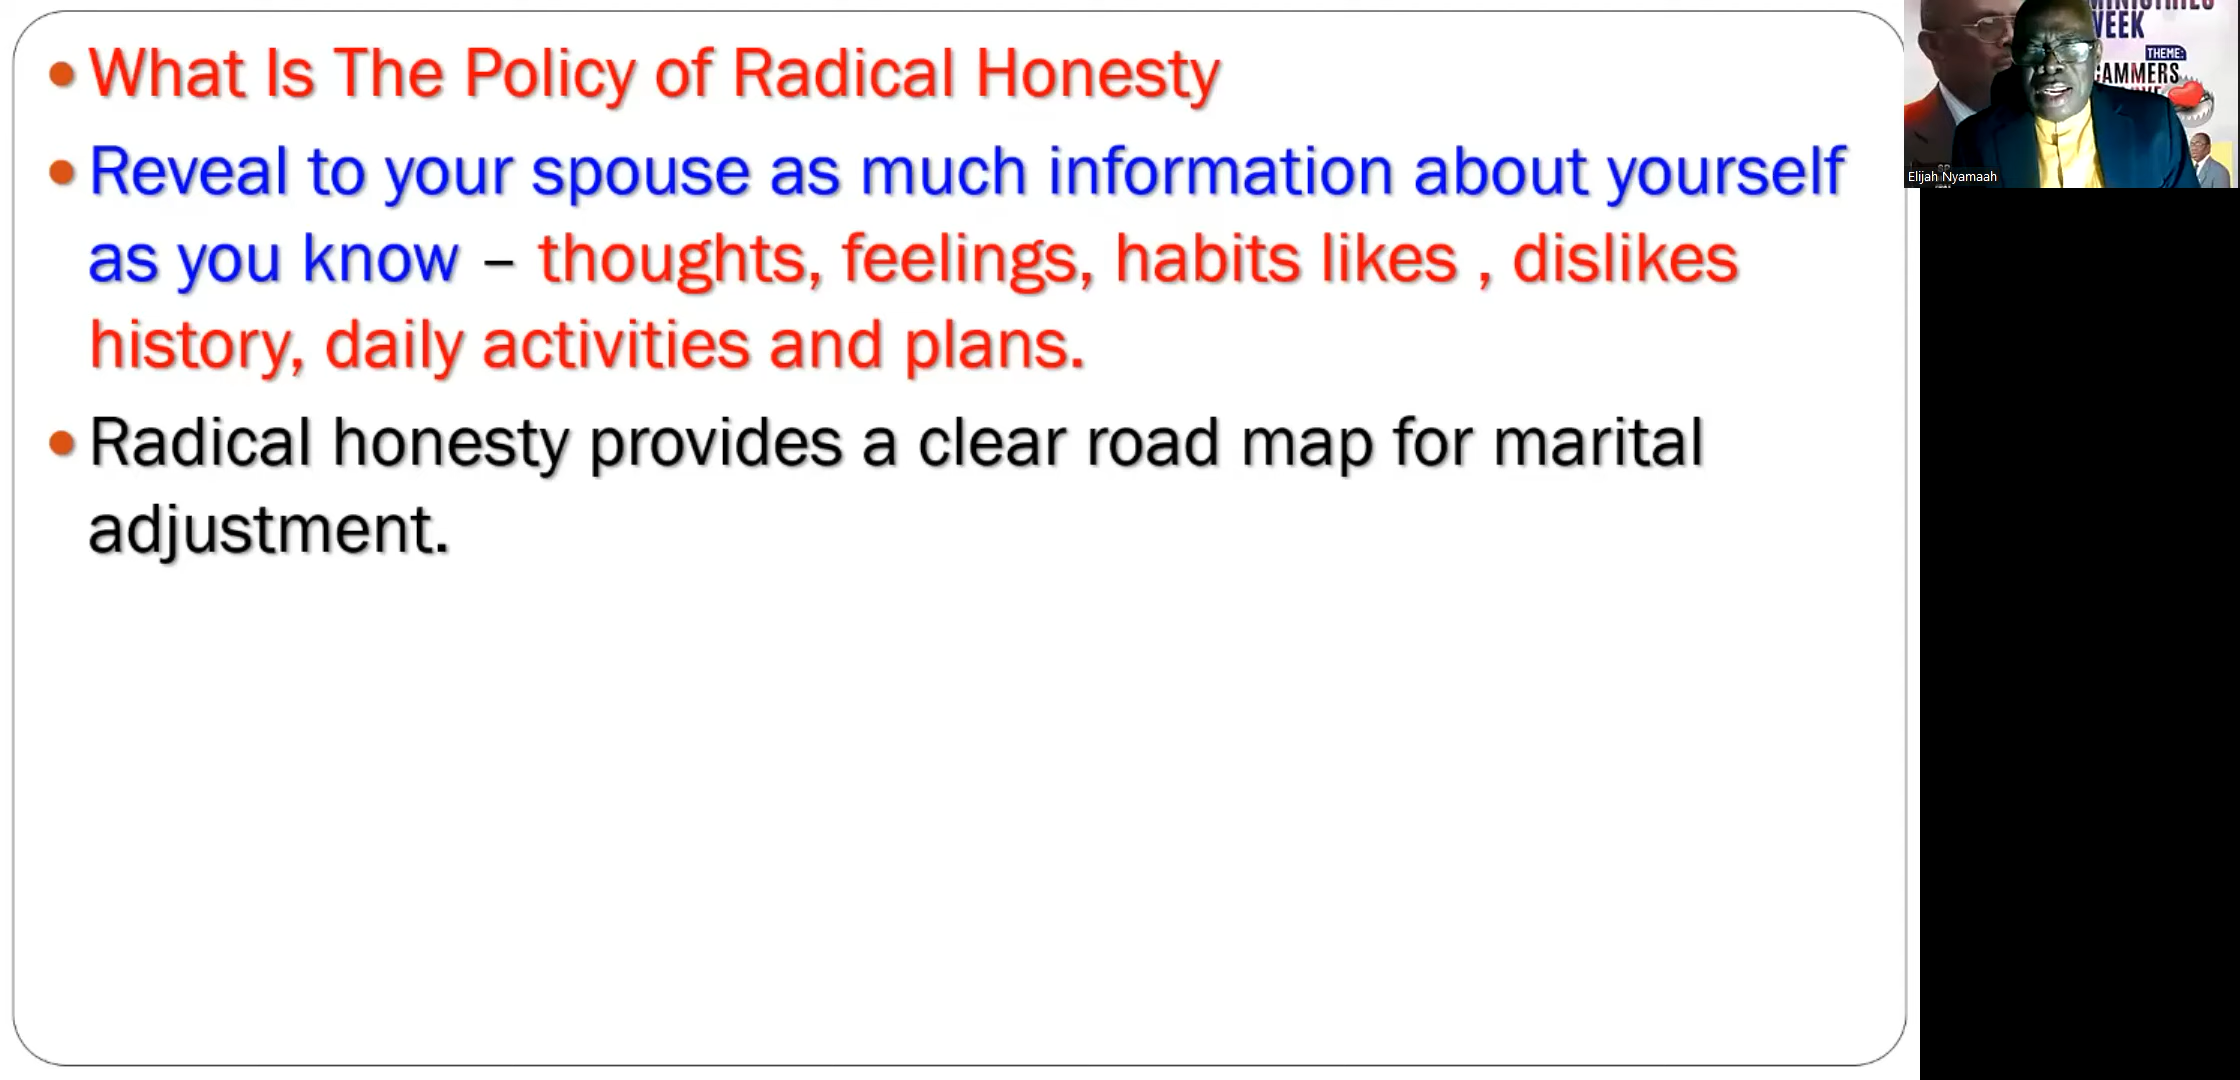 What Is The Policy of Radical Honesty
Reveal to your spouse as much information about yourself
as you know – thoughts, feelings, habits likes , dislikes
history, daily activities and plans.
Radical honesty provides a clear road map for marital
adjustment.
WEEK
THEME:
Elijah Nyamaah